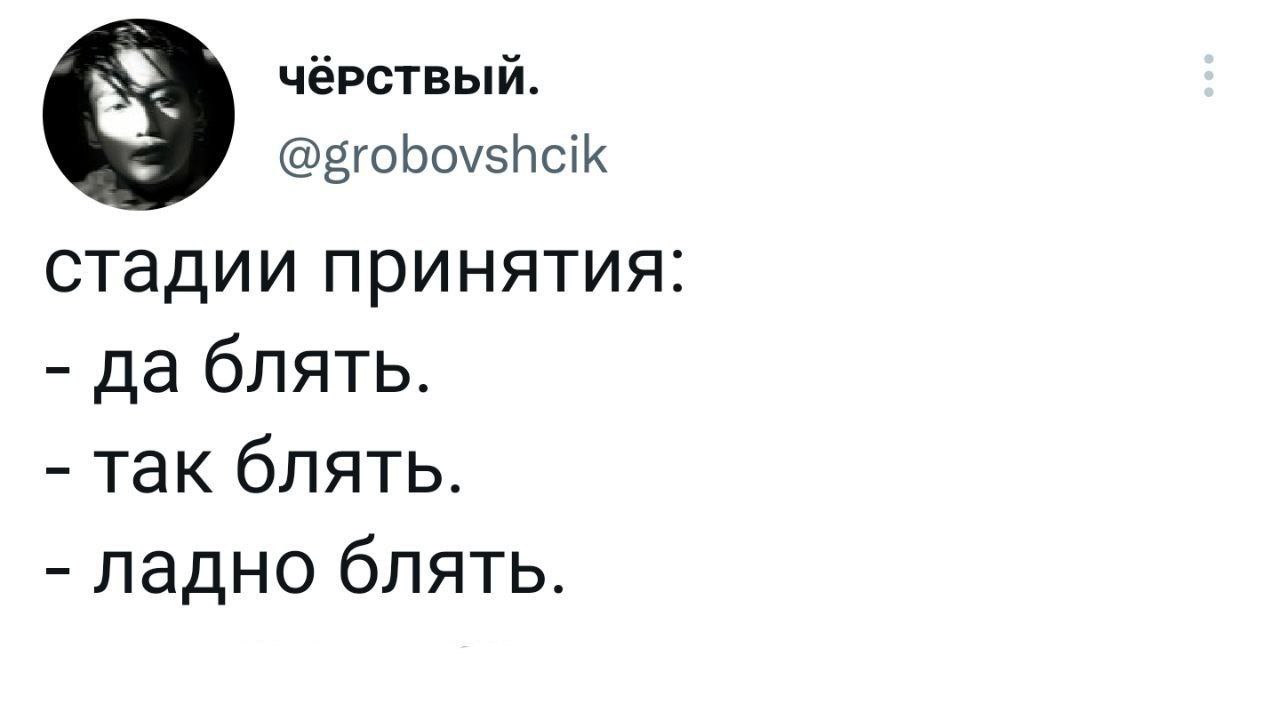 чёрствый.
@grobovshcik
стадии принятия:
- да блять.
- так блять.
- ладно блять.